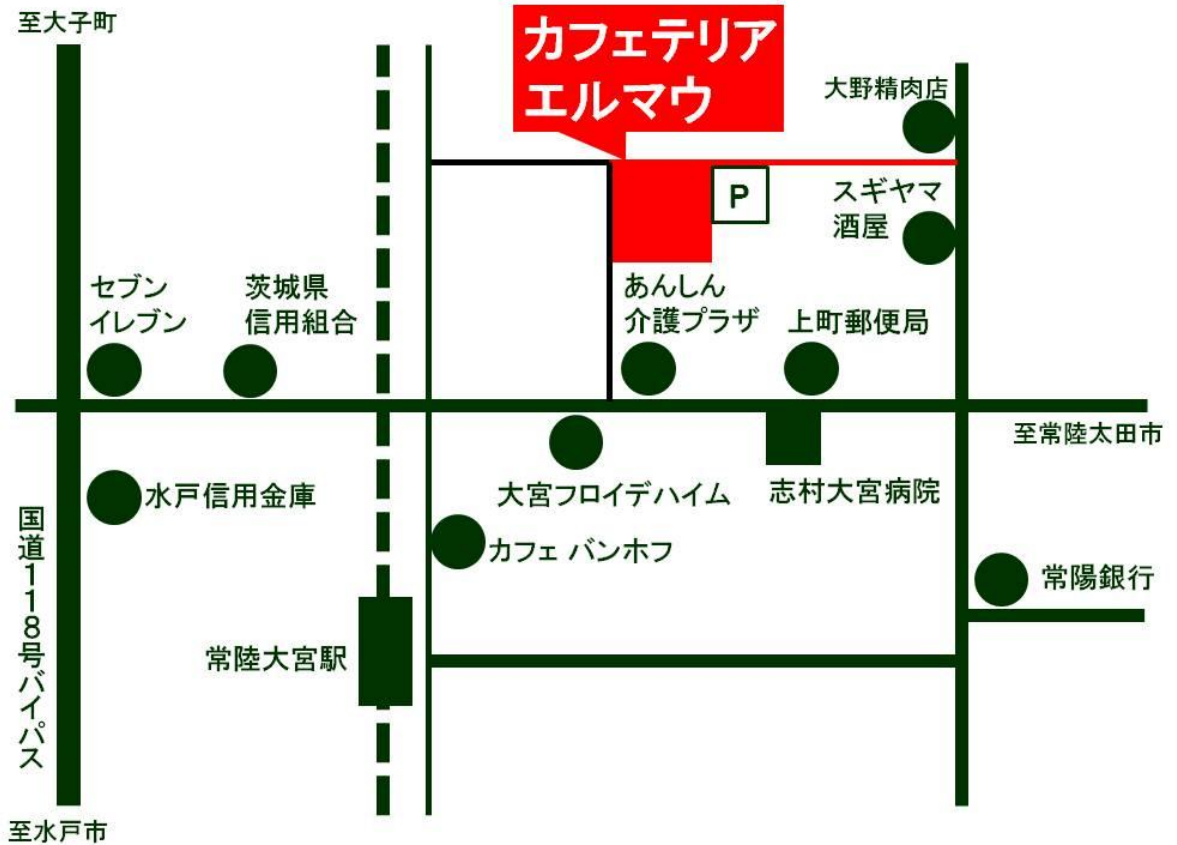 至大子町
カフェテリア
エルマウ
大野精肉店
P
スギヤマ
酒屋
セブン
イレブン
茨城県
信用組合
あんしん
介護プラザ
上町郵便局
至常陸太田市
水戸信用金庫
大宮フロイデハイム
志村大宮病院
国道118号バイパス
カフェ バンホフ
常陽銀行
常陸大宮駅
至水戸市